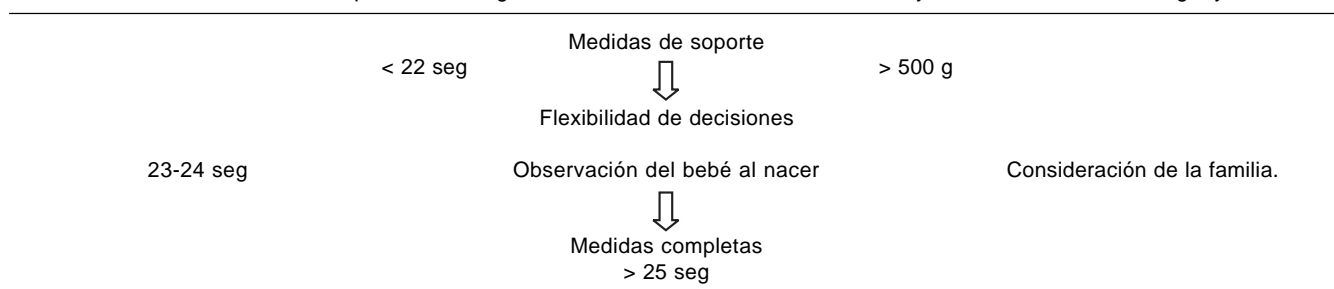 Medidas de soporte
< 22 seg > 500 g
Flexibilidad de decisiones
23-24 seg Observación del bebé al nacer Consideración de la familia.
Medidas completas
> 25 seg